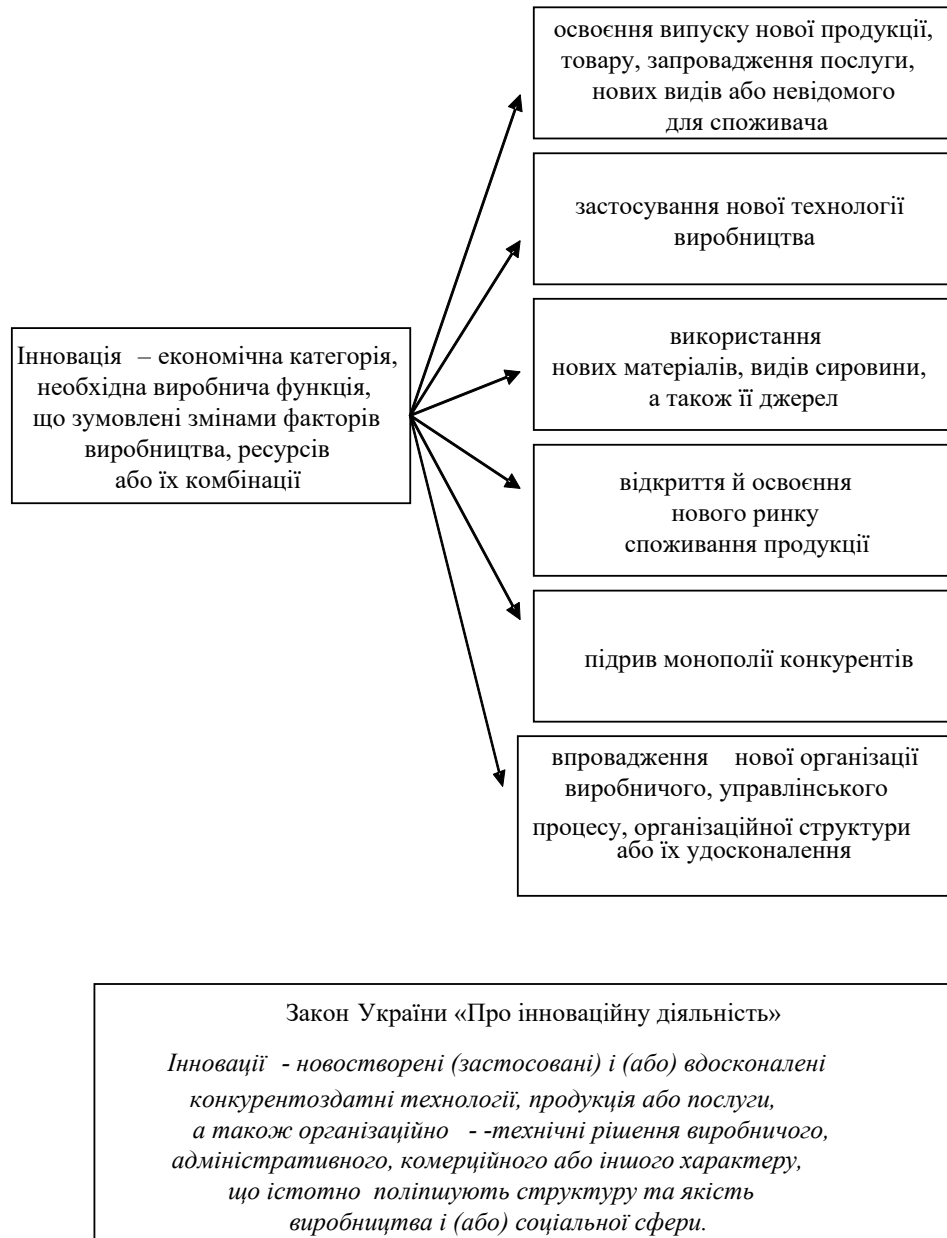 освоєння випуску нової продукції,
товару, запровадження послуги,
нових видів або невідомого
для споживача
застосування нової технології
виробництва
Інновація – економічна категорія,
необхідна виробнича функція,
що зумовлені змінами факторів
виробництва, ресурсів
або їх комбінації
використання
нових матеріалів, видів сировини,
а також її джерел
відкриття й освоєння
нового ринку
споживання продукції
підрив монополії конкурентів
впровадження нової організації
виробничого, управлінського
процесу, організаційної структури
або їх удосконалення
Закон України «Про інноваційну діяльність»
Інновації - новостворені (застосовані) і (або) вдосконалені
конкурентоздатні технології, продукція або послуги,
а також організаційно - -технічні рішення виробничого,
адміністративного, комерційного або іншого характеру,
що істотно поліпшують структуру та якість
виробництва і (або) соціальної сфери.